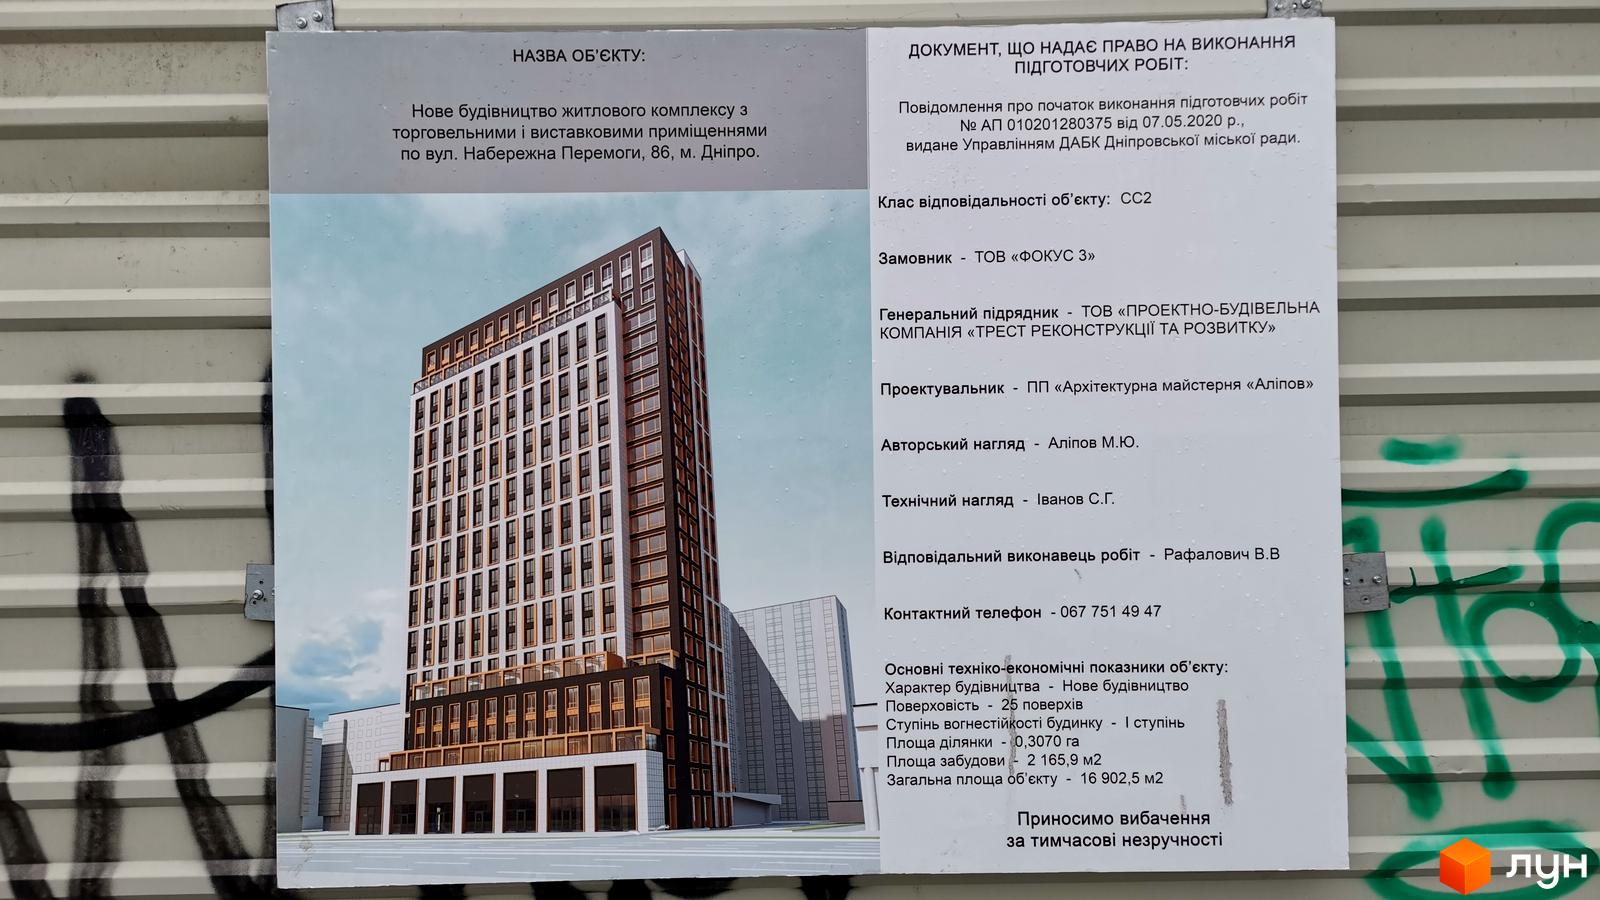 НАЗВА ОБ'ЄКТУ:
Нове будівництво житлового комплексу з
торговельними і виставковими приміщеннями
по вул. Набережна Перемоги, 86, м. Дніпро.
ДОКУМЕНТ, ЩО НАДАЄ ПРАВО НА ВИКОНАННЯ
ПІДГОТОВЧИХ РОБІТ:
Повідомлення про початок виконання підготовчих робіт
№ АП 010201280375 від 07.05.2020 р.,
видане Управлінням ДАБК Дніпровської міської ради.
Клас відповідальності об'єкту: СС2
Замовник - ТОВ «ФОКУС 3»
Генеральний підрядник - ТОВ «ПРОЕКТНО-БУДІВЕЛЬНА
КОМПАНІЯ «ТРЕСТ РЕКОНСТРУКЦІЇ ТА РОЗВИТКУ»
Проектувальник - ПП «Архітектурна майстерня «Аліпов»
Авторський нагляд - Аліпов М.Ю.
Технічний нагляд - Іванов С.Г.
Відповідальний виконавець робіт - Рафалович В.В
Контактний телефон - 067 751 49 47
Основні техніко-економічні показники об'єкту:
Характер будівництва - Нове будівництво
Поверховість - 25 поверхів
Ступінь вогнестійкості будинку - І ступінь
Площа ділянки - 0,3070 га
Площа забудови - 2 165,9 м2
Загальна площа об'єкту - 16 902,5 м2
Приносимо вибачення
за тимчасові незручності
лун